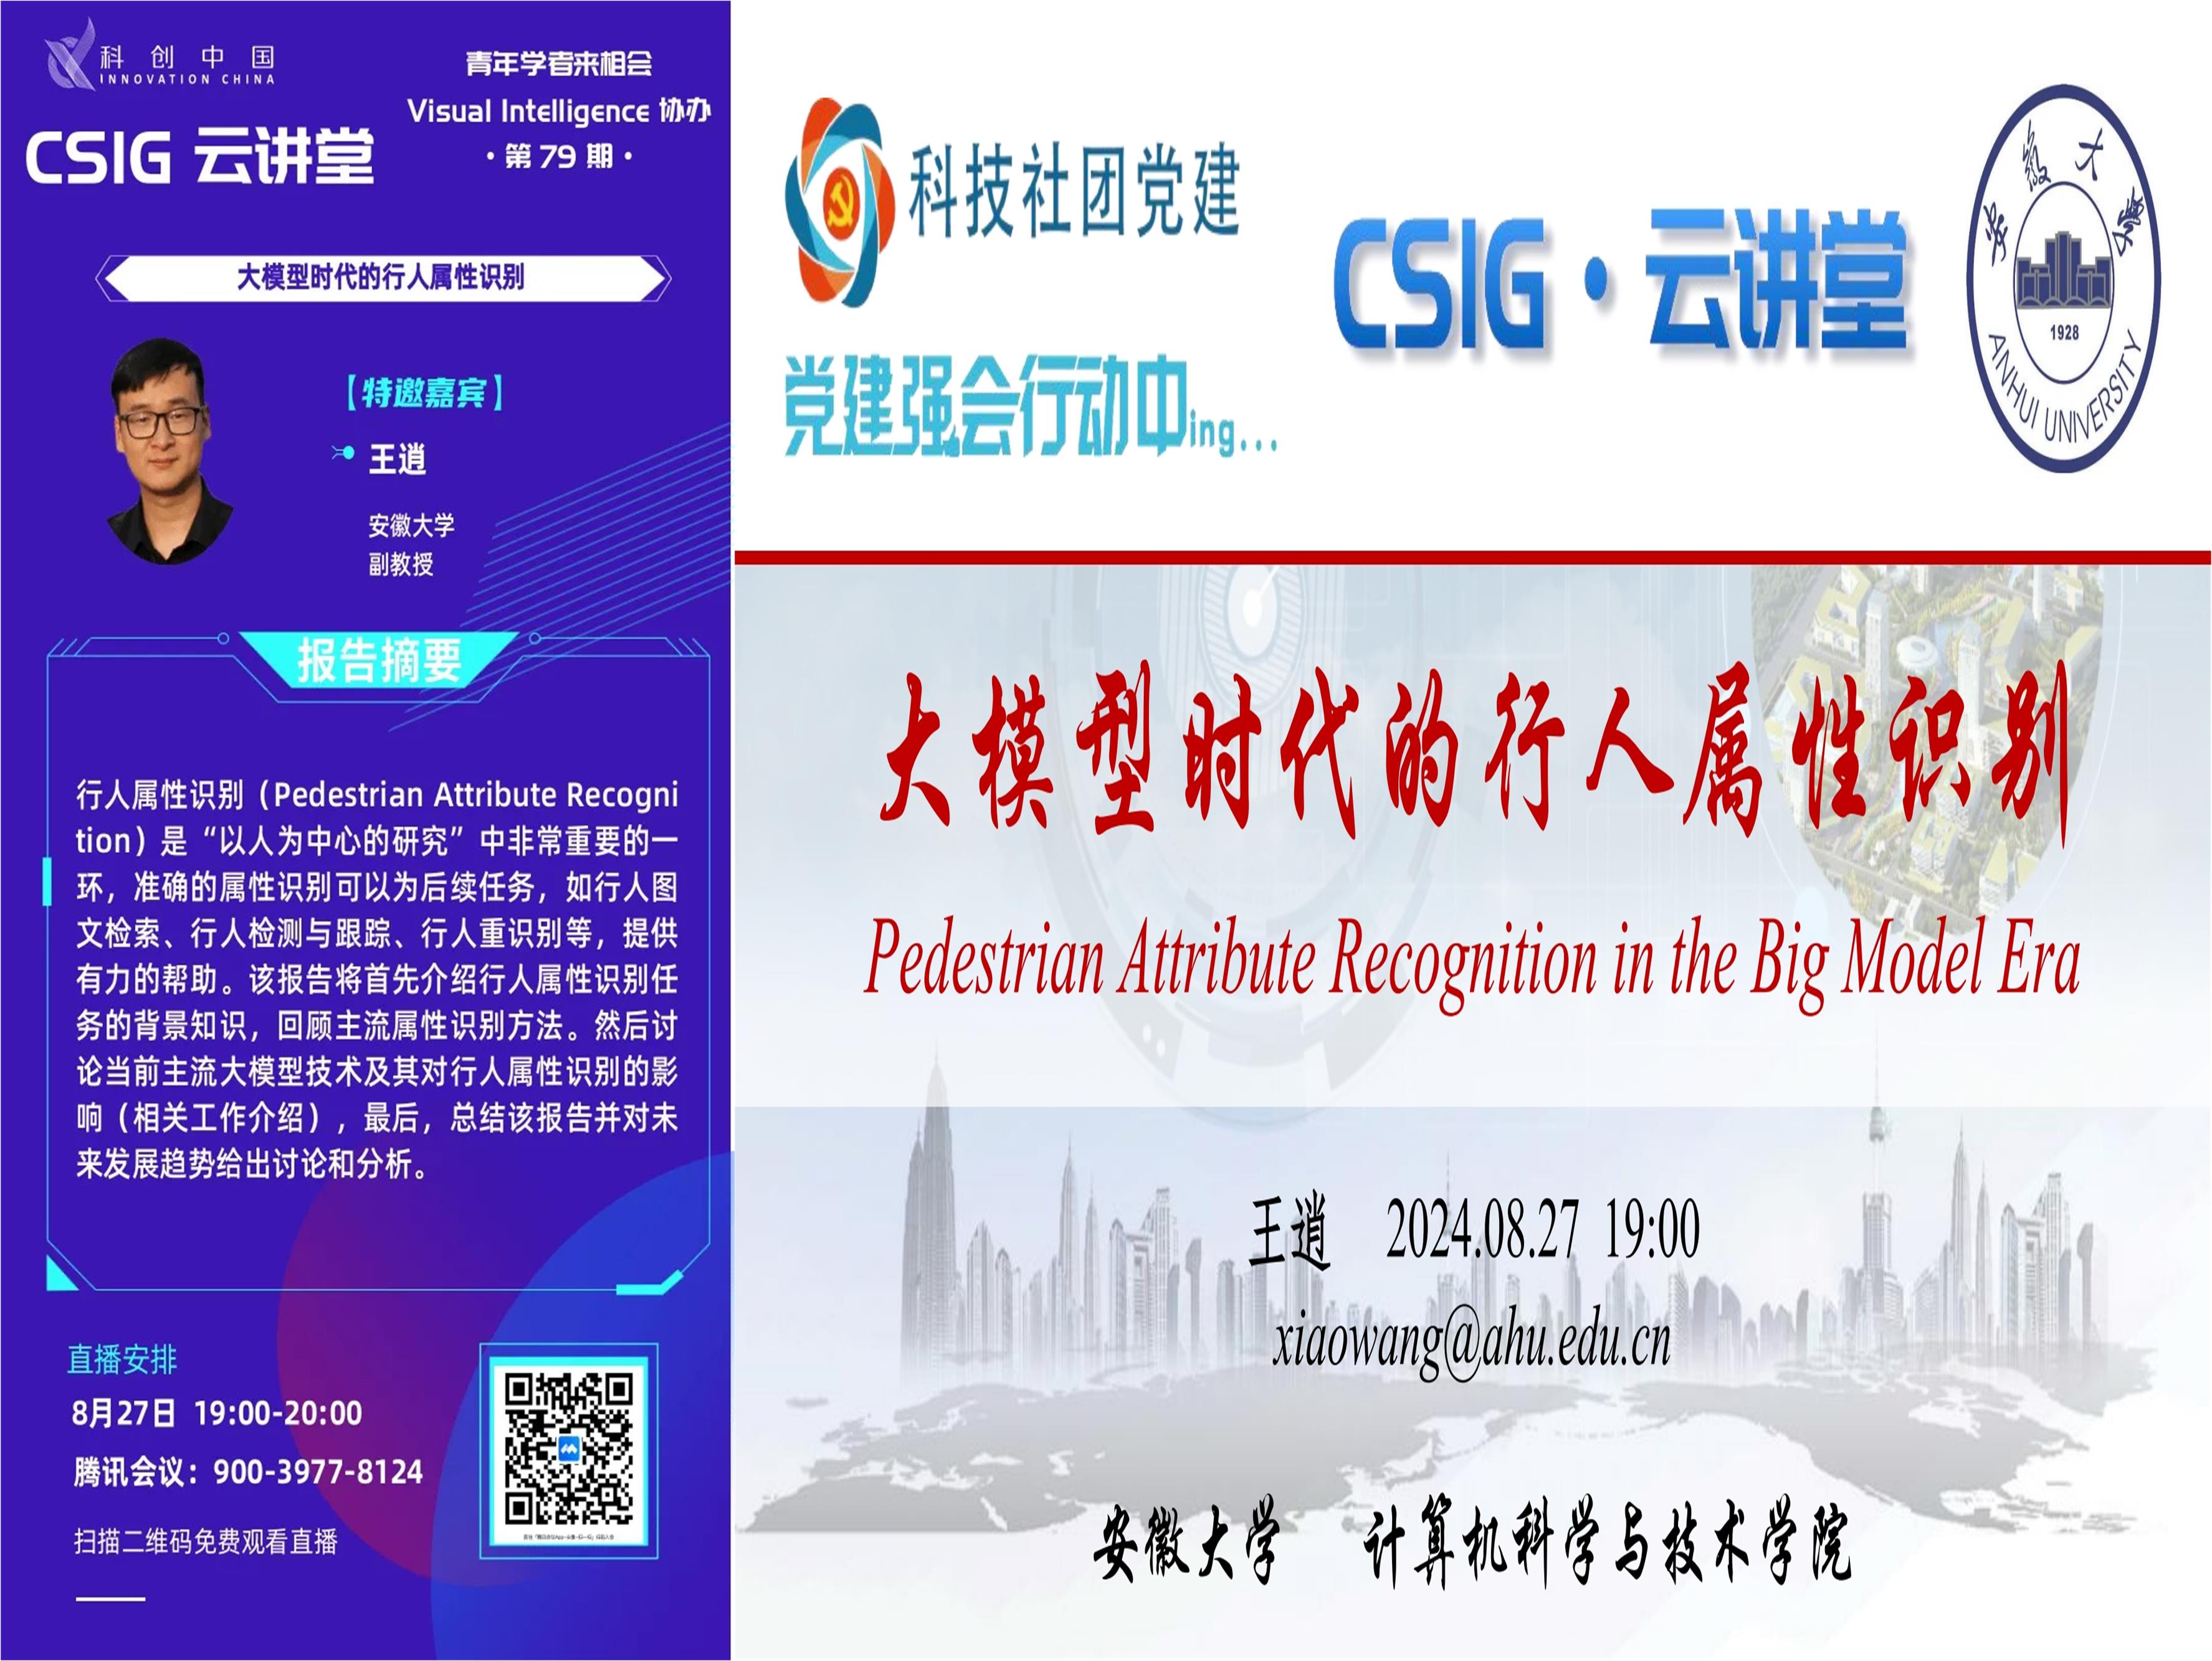 科创中国
INNOVATION CHINA
CSIG 云讲堂
青年学者来相会
Visual Intelligence 协办
·第 79 期·
大模型时代的行人属性识别
【特邀嘉宾】
王逍
安徽大学
副教授
报告摘要
行人属性识别（Pedestrian Attribute Recogni
tion）是“以人为中心的研究”中非常重要的一
环，准确的属性识别可以为后续任务，如行人图
文检索、行人检测与跟踪、行人重识别等，提供
有力的帮助。该报告将首先介绍行人属性识别任
务的背景知识，回顾主流属性识别方法。然后讨
论当前主流大模型技术及其对行人属性识别的影
响（相关工作介绍），最后，总结该报告并对未
来发展趋势给出讨论和分析。
直播安排
8月27日 19:00-20:00
腾讯会议：900-3977-8124
扫描二维码免费观看直播
科技社团党建
党建强会行动中ing...
CSIG·云讲堂
安徽大学
1928
ANHUI UNIVERSITY
大模型时代的行人属性识别
Pedestrian Attribute Recognition in the Big Model Era
王逍 2024.08.27 19:00
xiaowang@ahu.edu.cn
安徽大学 计算机科学与技术学院